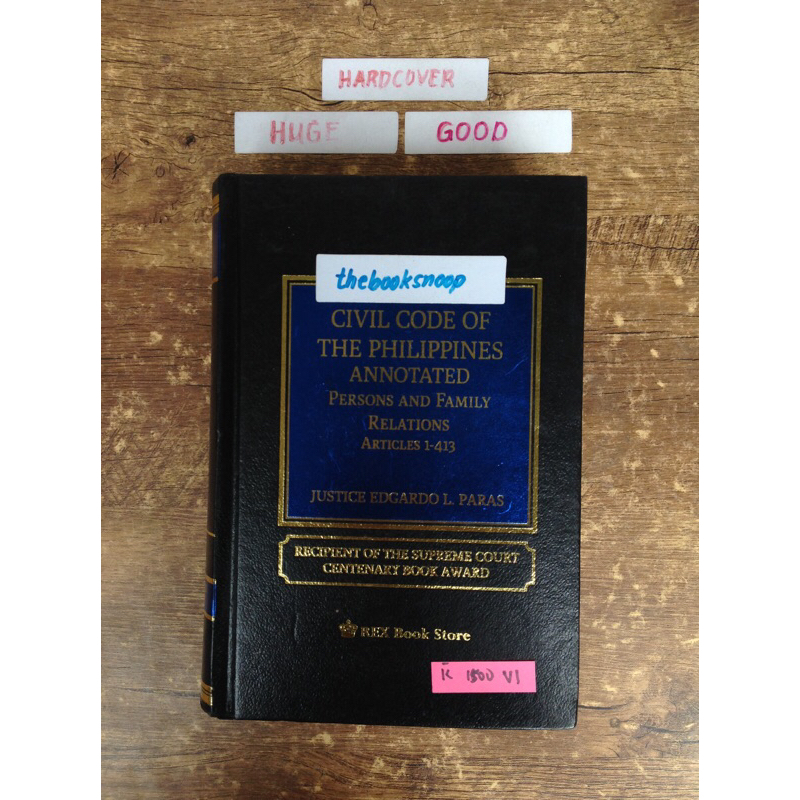 HARDCOVER
HUGE GOOD
thebooksnoop
CIVIL CODE OF
THE PHILIPPINES
ANNOTATED
PERSONS AND FAMILY
RELATIONS
ARTICLES 1-413
JUSTICE EDGARDO L. PARAS
RECIPIENT OF THE SUPREME COURT
CENTENARY BOOK AWARD
REX Book Store
1500 VI